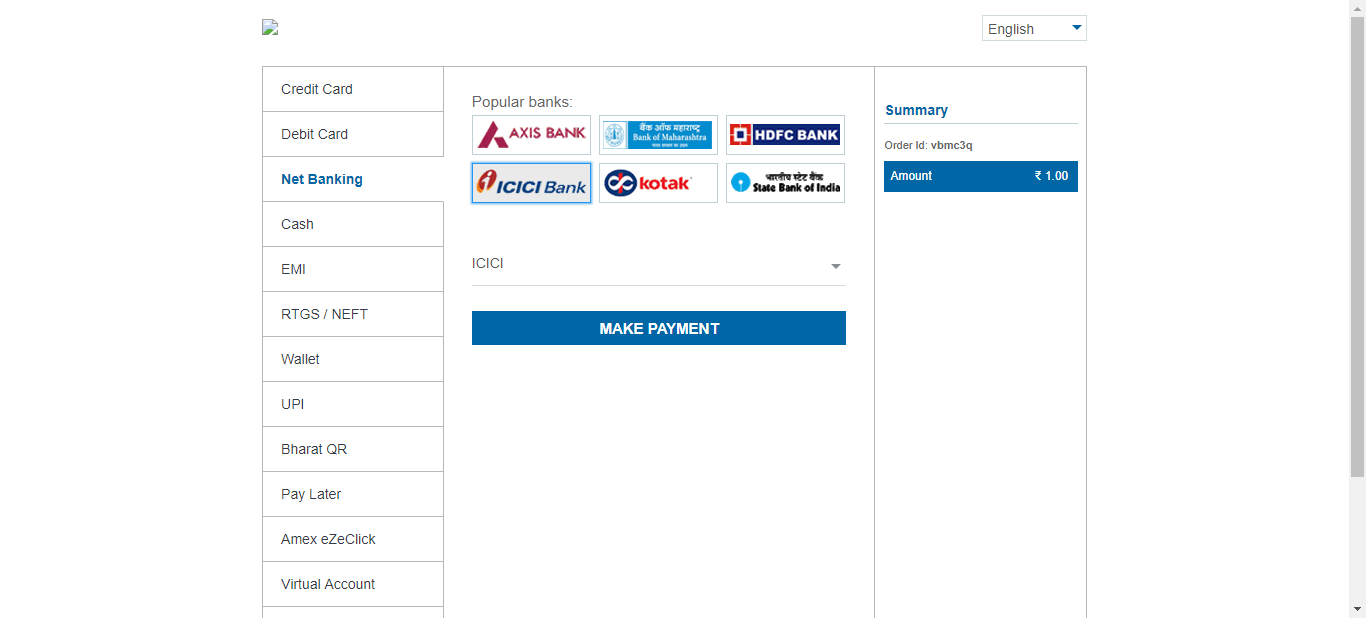 English
Credit Card
Debit Card
Net Banking
Cash
EMI
RTGS / NEFT
Wallet
UPI
Bharat QR
Pay Later
Amex eZeClick
Virtual Account
Popular banks:
AXIS BANK
बैंक ऑफ महाराष्ट्र
Bank of Maharashtra
HDFC BANK
ICICI Bank
kotak
भारतीय स्टेट बैंक
State Bank of India
ICICI
MAKE PAYMENT
Summary
Order Id: vbmc3q
Amount ₹ 1.00